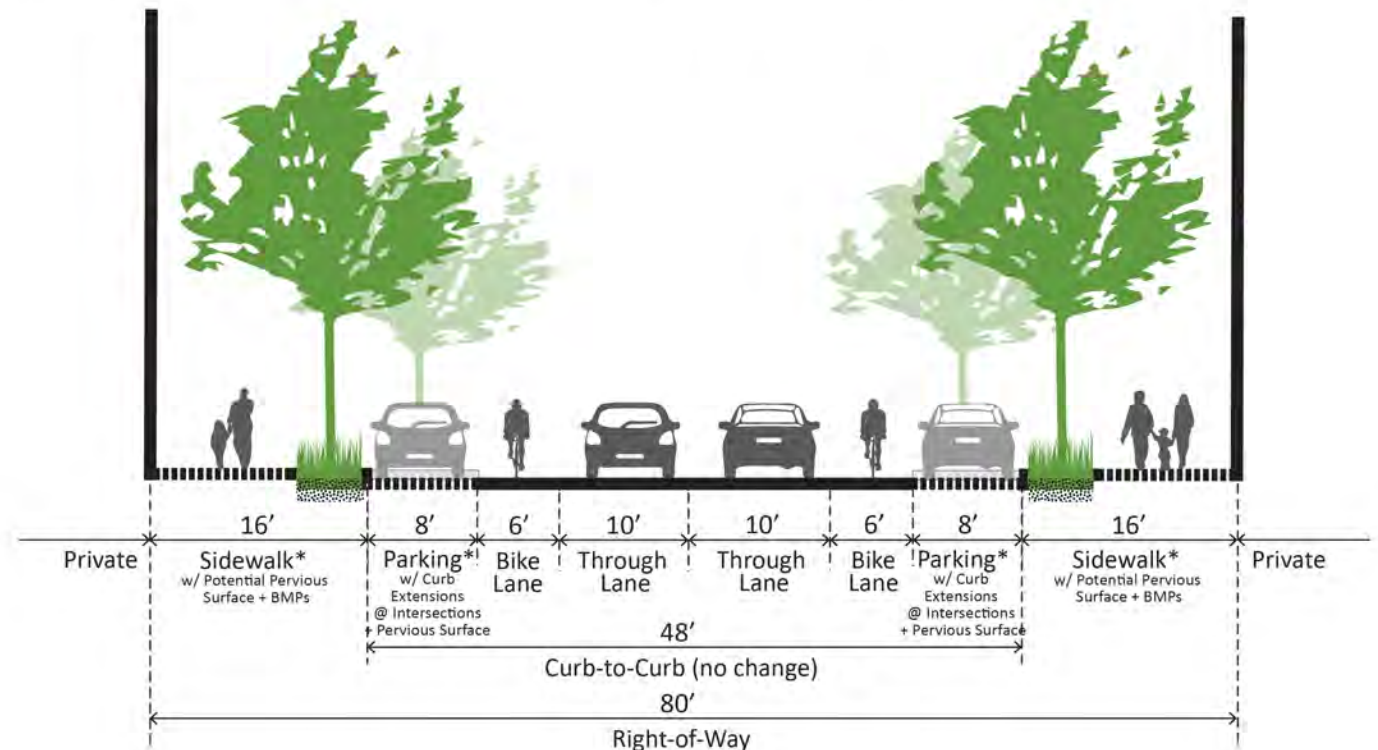 16′ 8′ 6′ 10′ 10′ 6′ 8′ 16′
Private Sidewalk* Parking* Bike Through Through Bike Parking* Sidewalk* Private
w/ Potential Pervious w/ Curb Lane Lane Lane Lane w/ Curb w/ Potential Pervious
Surface + BMPs Extensions Extensions Surface + BMPs
@ Intersections @ Intersections
+ Pervious Surface + Pervious Surface
48′
Curb-to-Curb (no change)
80′
Right-of-Way